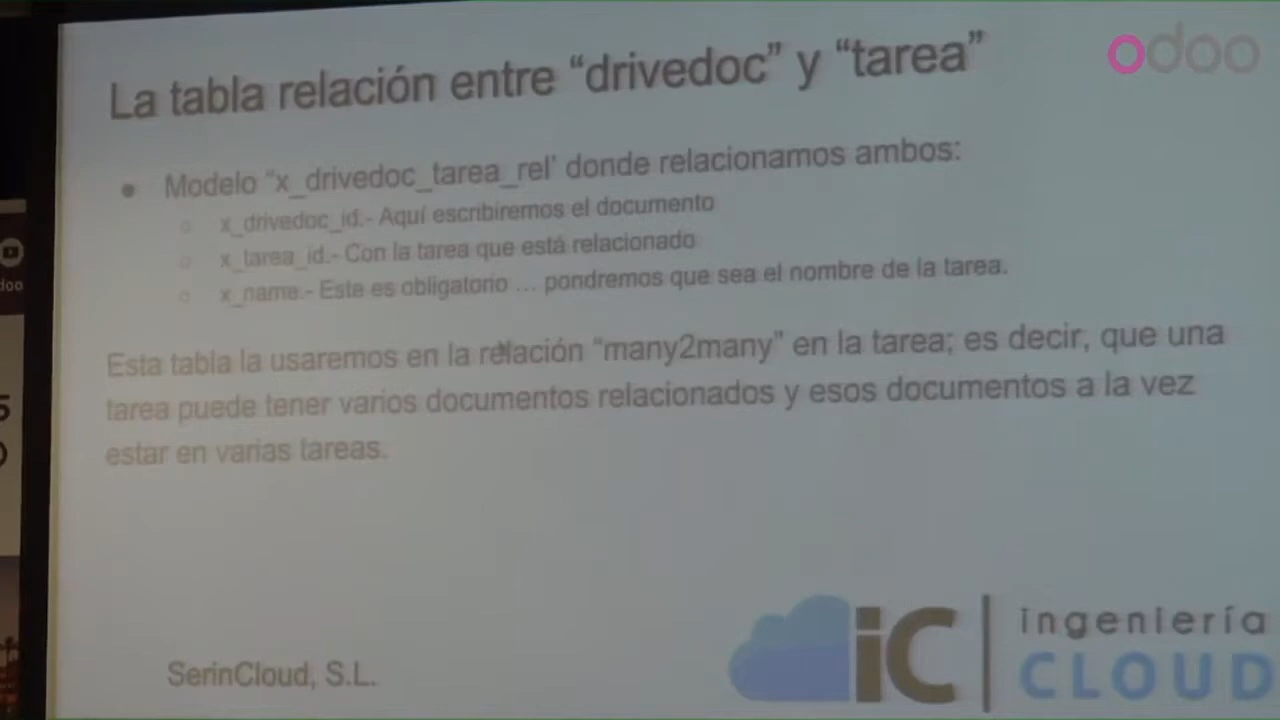 odoo
La tabla relación entre “drivedoc” y “tarea”
● Modelo “x_drivedoc_tarea_rel’ donde relacionamos ambos:
○ x_drivedoc_id.- Aquí escribiremos el documento
○ x_tarea_id.- Con la tarea que está relacionado
○ x_name.- Este es obligatorio … pondremos que sea el nombre de la tarea.
Esta tabla la usaremos en la relación “many2many” en la tarea; es decir, que una
tarea puede tener varios documentos relacionados y esos documentos a la vez
estar en varias tareas.
SerinCloud, S.L.
iC
ingeniería
CLOUD
doo
5